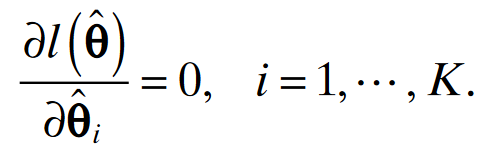 ∂l(θ̂)/∂θ̂ᵢ = 0, i = 1, ⋯, K.